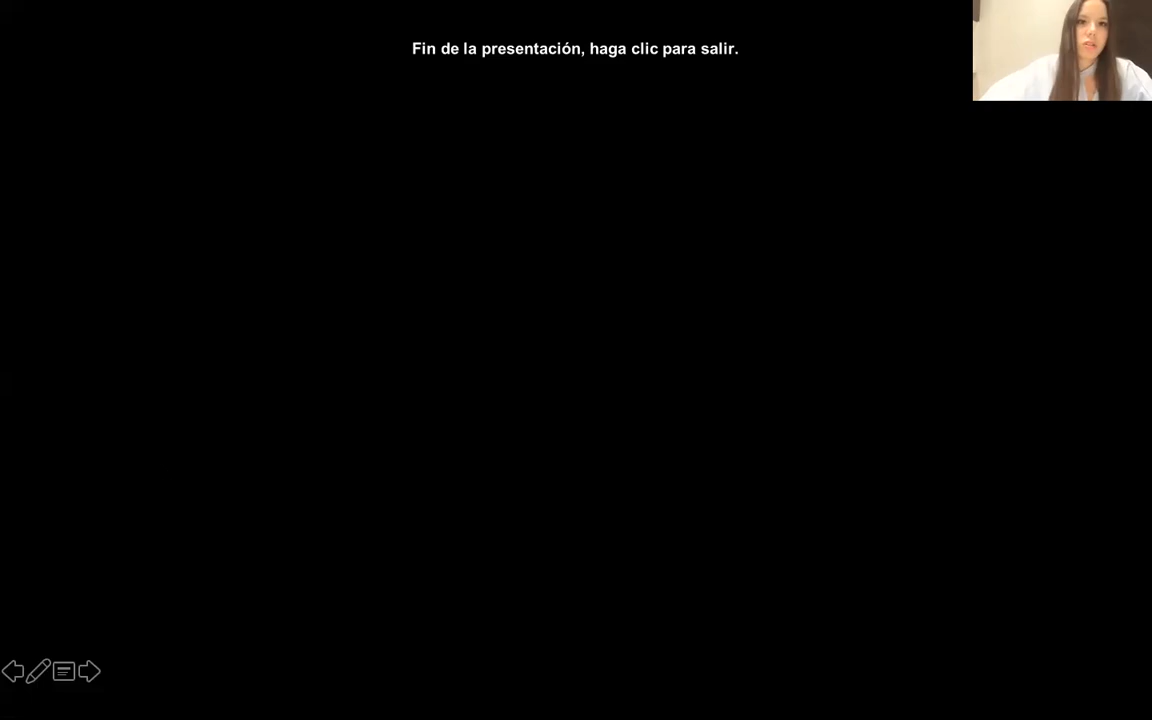 Fin de la presentación, haga clic para salir.